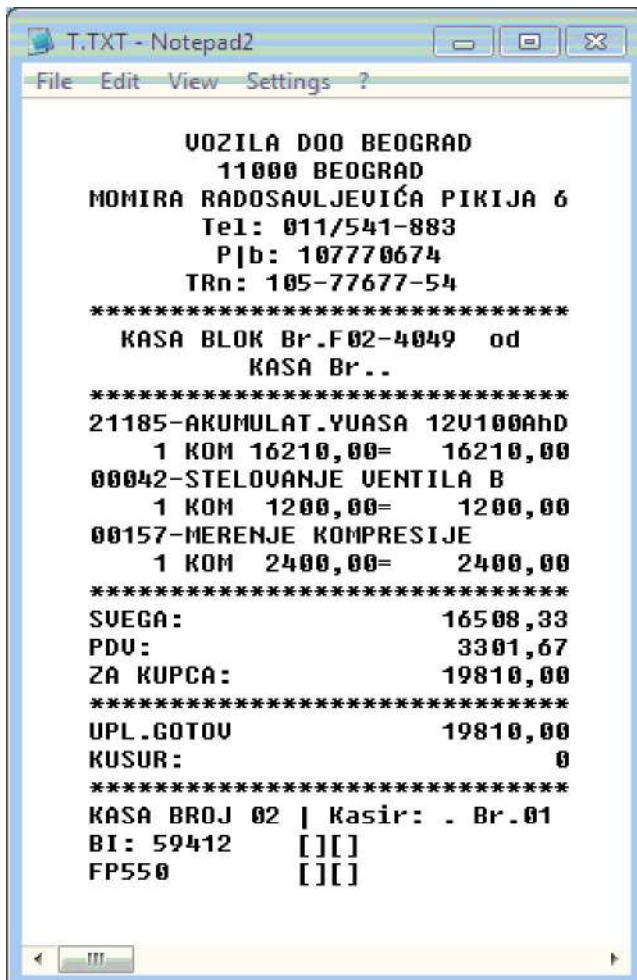 T.TXT - Notepad2
File Edit View Settings ?
VOZILA DOO BEOGRAD
11000 BEOGRAD
MOMIRA RADOSAVLJEVIĆA PIKIJA 6
Tel: 011/541-883
P|b: 107770674
TRn: 105-77677-54
******************************
KASA BLOK Br.F02-4049 od
KASA Br..
******************************
21185-AKUMULAT.YUASA 12V100AhD
1 KOM 16210,00= 16210,00
00042-STELOVANJE VENTILA B
1 KOM 1200,00= 1200,00
00157-MERENJE KOMPRESIJE
1 KOM 2400,00= 2400,00
******************************
SVEGA: 16508,33
PDV: 3301,67
ZA KUPCA: 19810,00
******************************
UPL.GOTOV 19810,00
KUSUR: 0
******************************
KASA BROJ 02 | Kasir: . Br.01
BI: 59412 [][]
FP550 [][]